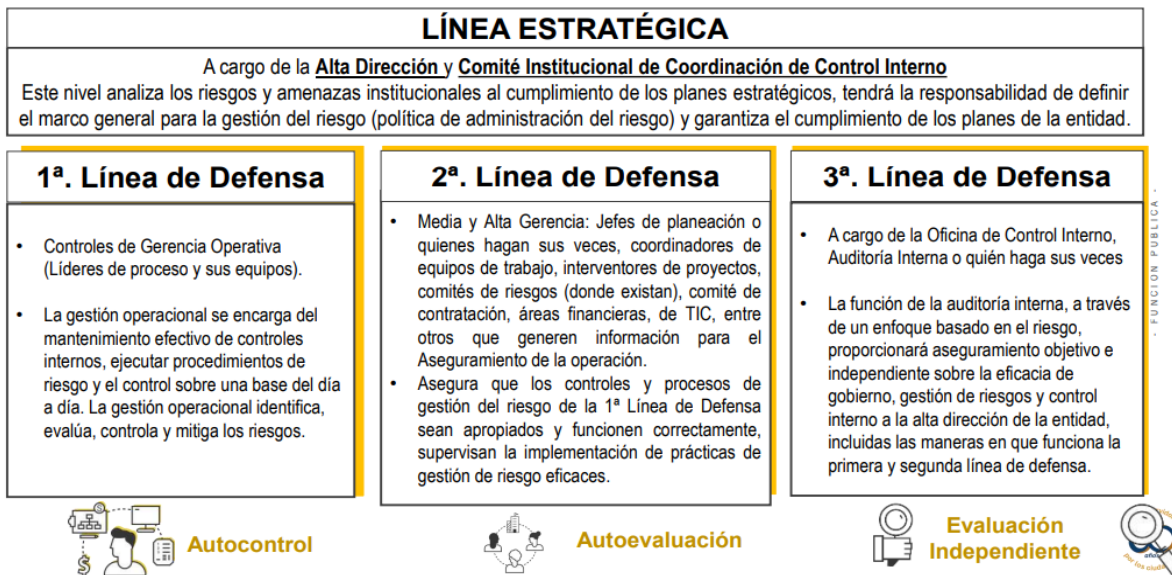 LÍNEA ESTRATÉGICA
A cargo de la Alta Dirección y Comité Institucional de Coordinación de Control Interno
Este nivel analiza los riesgos y amenazas institucionales al cumplimiento de los planes estratégicos, tendrá la responsabilidad de definir
el marco general para la gestión del riesgo (política de administración del riesgo) y garantiza el cumplimiento de los planes de la entidad.
1ª. Línea de Defensa
• Controles de Gerencia Operativa
(Líderes de proceso y sus equipos).
• La gestión operacional se encarga del
mantenimiento efectivo de controles
internos, ejecutar procedimientos de
riesgo y el control sobre una base del día
a día. La gestión operacional identifica,
evalúa, controla y mitiga los riesgos.
Autocontrol
2ª. Línea de Defensa
• Media y Alta Gerencia: Jefes de planeación o
quienes hagan sus veces, coordinadores de
equipos de trabajo, interventores de proyectos,
comités de riesgos (donde existan), comité de
contratación, áreas financieras, de TIC, entre
otros que generen información para el
Aseguramiento de la operación.
• Asegura que los controles y procesos de
gestión del riesgo de la 1ª Línea de Defensa
sean apropiados y funcionen correctamente,
supervisan la implementación de prácticas de
gestión de riesgo eficaces.
Autoevaluación
3ª. Línea de Defensa
• A cargo de la Oficina de Control Interno,
Auditoría Interna o quién haga sus veces
• La función de la auditoría interna, a través
de un enfoque basado en el riesgo,
proporcionará aseguramiento objetivo e
independiente sobre la eficacia de
gobierno, gestión de riesgos y control
interno a la alta dirección de la entidad,
incluidas las maneras en que funciona la
primera y segunda línea de defensa.
Evaluación
Independiente
- FUNCION PUBLICA -